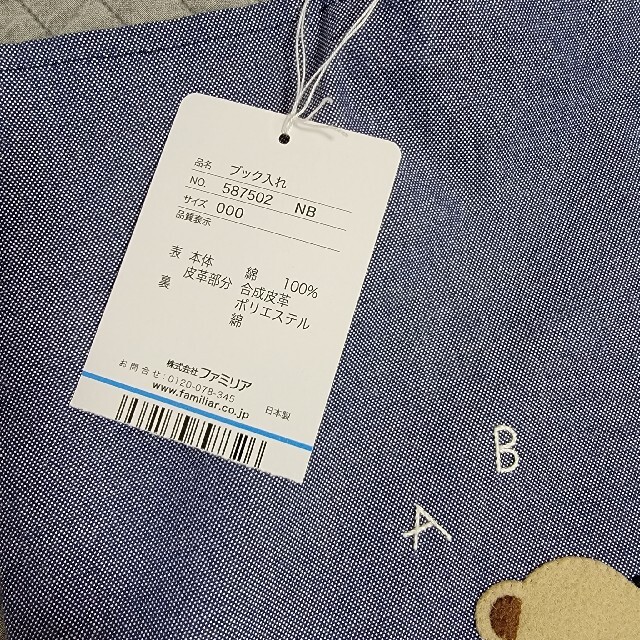 品名 ブック入れ
NO. 587502 NB
サイズ 000
品質表示
表 本体 綿 100%
皮革部分 合成皮革
裏 ポリエステル
綿
株式会社ファミリア
お問合せ:0120-078-345
www.familiar.co.jp
日本製
B
A